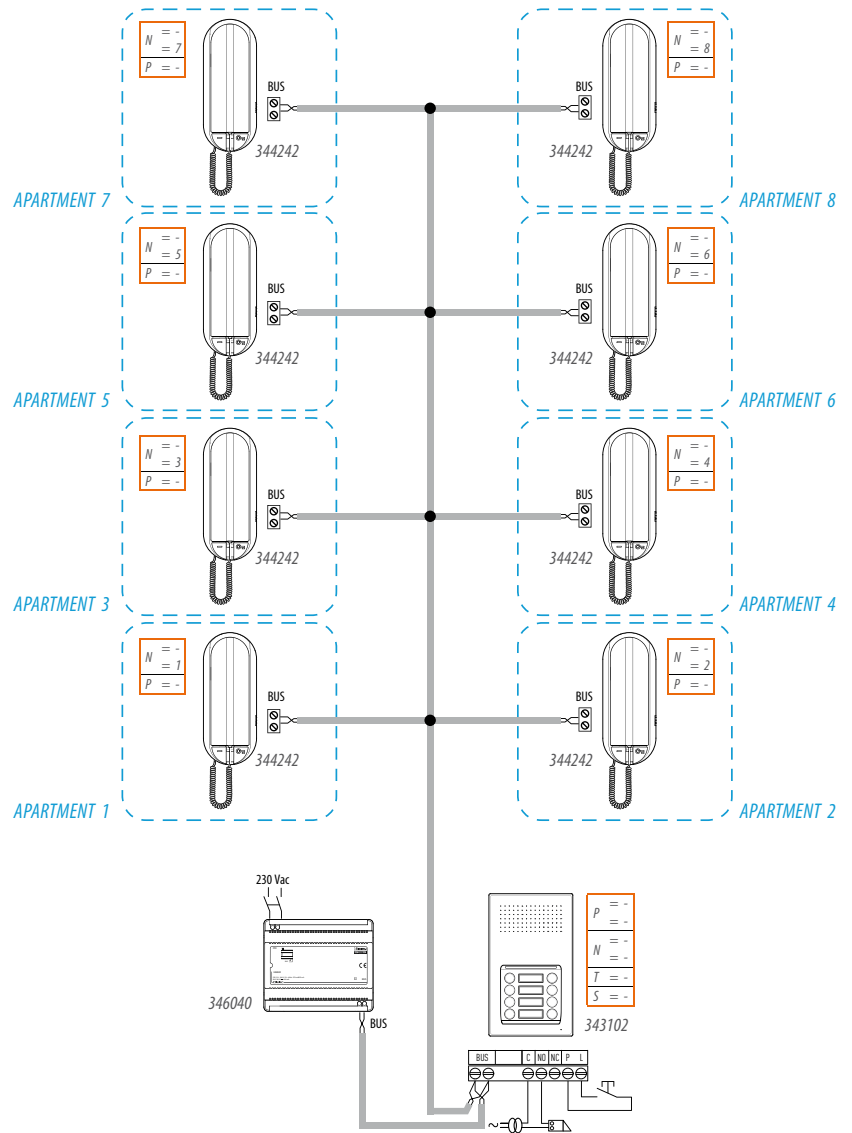 N = -
= 7
P = -
BUS
344242
APARTMENT 7
N = -
= 8
P = -
BUS
344242
APARTMENT 8
N = -
= 5
P = -
BUS
344242
APARTMENT 5
N = -
= 6
P = -
BUS
344242
APARTMENT 6
N = -
= 3
P = -
BUS
344242
APARTMENT 3
N = -
= 4
P = -
BUS
344242
APARTMENT 4
N = -
= 1
P = -
BUS
344242
APARTMENT 1
N = -
= 2
P = -
BUS
344242
APARTMENT 2
230 Vac
CE
346040
BUS
P = -
= -
N = -
= -
T = -
S = -
343102
BUS C NO NC P L
~